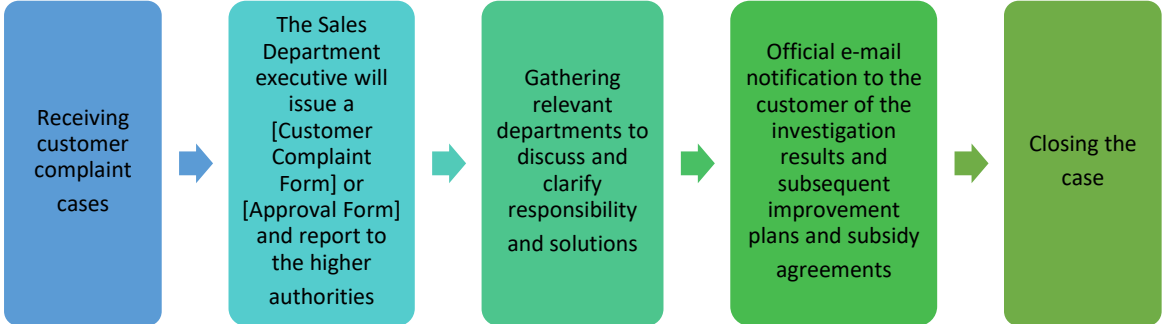 Receiving
customer
complaint
cases
The Sales
Department
executive will
issue a
[Customer
Complaint
Form] or
[Approval Form]
and report to
the higher
authorities
Gathering
relevant
departments to
discuss and
clarify
responsibility
and solutions
Official e-mail
notification to the
customer of the
investigation
results and
subsequent
improvement
plans and subsidy
agreements
Closing the
case